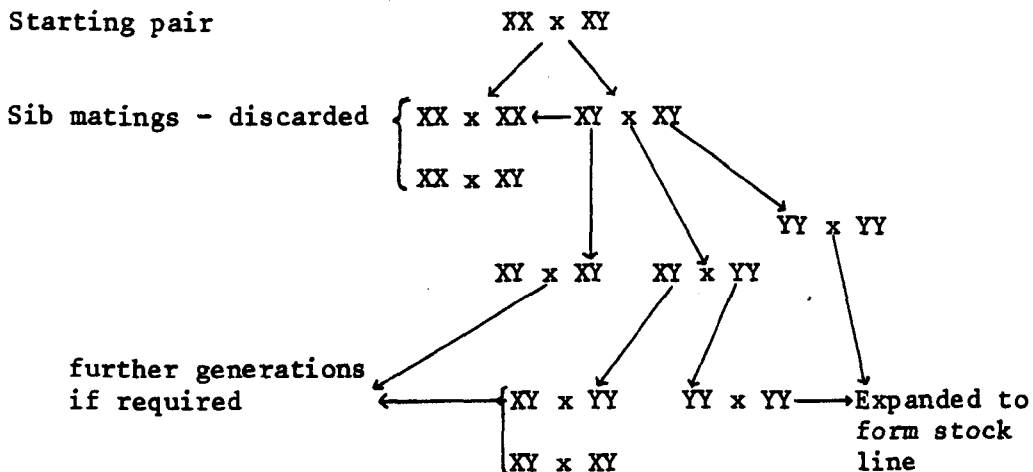 Starting pair XX x XY
Sib matings - discarded XX x XX XY x XY
XX x XY
YY x YY
XY x XY XY x YY
further generations
if required XY x YY YY x YY Expanded to
form stock
XY x XY line